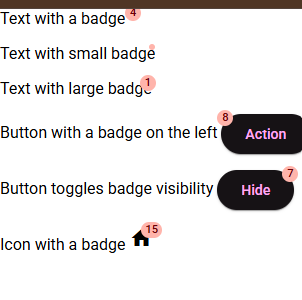 Text with a badge 4
Text with small badge
Text with large badge 1
Button with a badge on the left 8 Action
Button toggles badge visibility Hide 7
Icon with a badge 15